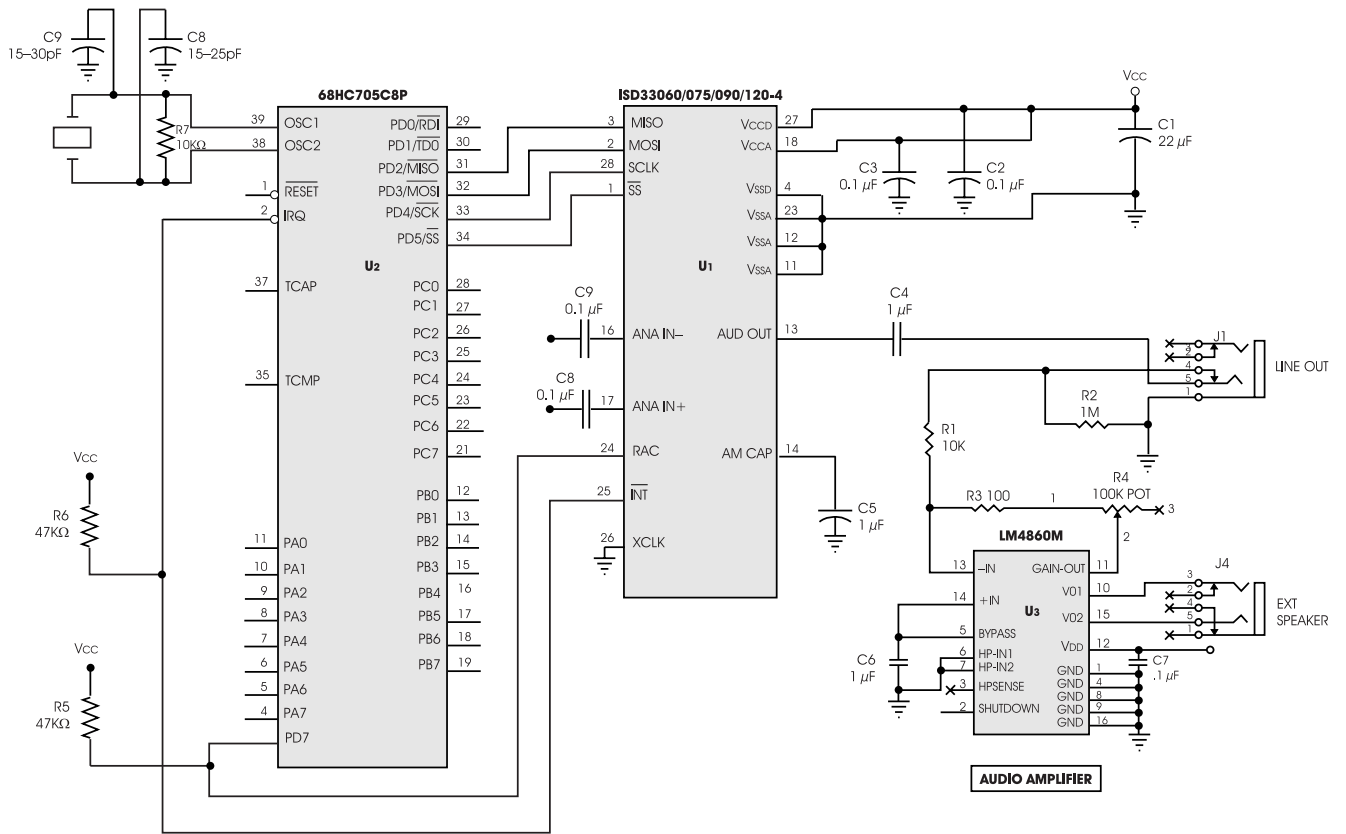 C9
15–30pF
C8
15–25pF
R7
10KΩ
68HC705C8P
39 OSC1
38 OSC2
1 RESET
2 IRQ
37 TCAP
35 TCMP
11 PA0
10 PA1
9 PA2
8 PA3
7 PA4
6 PA5
5 PA6
4 PA7
PD7
U2
PD0/RDI 29
PD1/TD0 30
PD2/MISO 31
PD3/MOSI 32
PD4/SCK 33
PD5/SS 34
PC0 28
PC1 27
PC2 26
PC3 25
PC4 24
PC5 23
PC6 22
PC7 21
PB0 12
PB1 13
PB2 14
PB3 15
PB4 16
PB5 17
PB6 18
PB7 19
Vcc
R6
47KΩ
Vcc
R5
47KΩ
ISD33060/075/090/120-4
3 MISO
2 MOSI
28 SCLK
1 SS
U1
C9
0.1 µF
16 ANA IN–
C8
0.1 µF
17 ANA IN+
24 RAC
25 INT
26 XCLK
VCCD 27
VCCA 18
VSSD 4
VSSA 23
VSSA 12
VSSA 11
AUD OUT 13
AM CAP 14
Vcc
C1
22 µF
C3
0.1 µF
C2
0.1 µF
C4
1 µF
C5
1 µF
J1
2
4
5
1
LINE OUT
R2
1M
R1
10K
R3 100
1
R4
100K POT
3
2
LM4860M
13 –IN
14 +IN
5 BYPASS
6 HP-IN1
7 HP-IN2
3 HPSENSE
2 SHUTDOWN
U3
GAIN-OUT 11
V01 10
V02 15
VDD 12
GND 1
GND 4
GND 8
GND 9
GND 16
C6
1 µF
C7
.1 µF
J4
3
2
4
5
1
EXT
SPEAKER
AUDIO AMPLIFIER